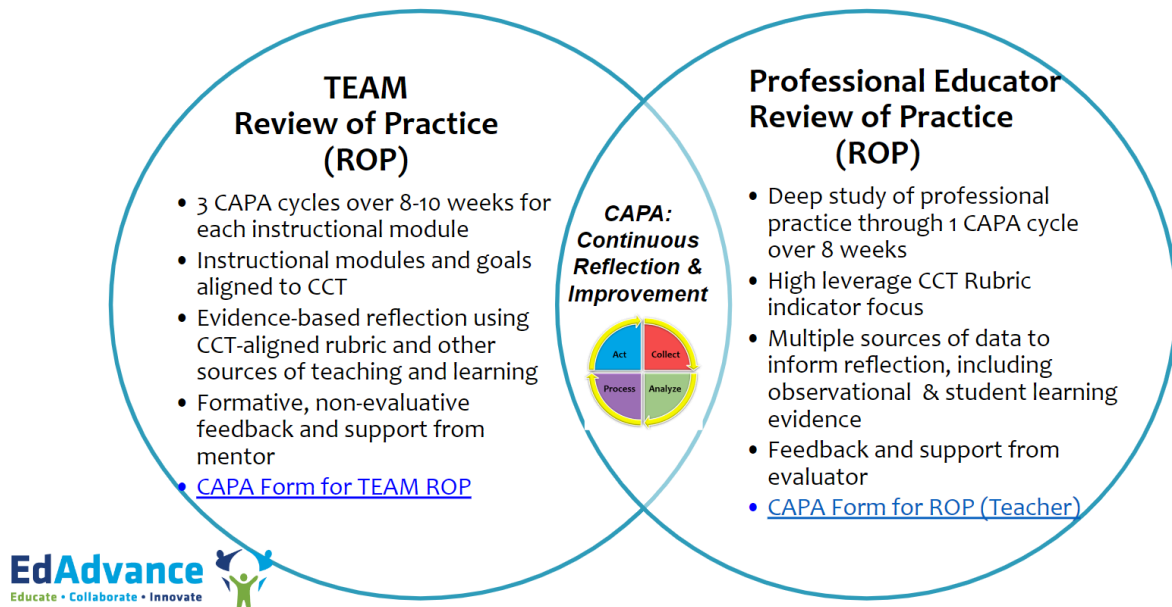 TEAM
Review of Practice
(ROP)
• 3 CAPA cycles over 8-10 weeks for
each instructional module
• Instructional modules and goals
aligned to CCT
• Evidence-based reflection using
CCT-aligned rubric and other
sources of teaching and learning
• Formative, non-evaluative
feedback and support from
mentor
• CAPA Form for TEAM ROP
CAPA:
Continuous
Reflection &
Improvement
Act
Collect
Process
Analyze
Professional Educator
Review of Practice
(ROP)
• Deep study of professional
practice through 1 CAPA cycle
over 8 weeks
• High leverage CCT Rubric
indicator focus
• Multiple sources of data to
inform reflection, including
observational & student learning
evidence
• Feedback and support from
evaluator
• CAPA Form for ROP (Teacher)
EdAdvance
Educate • Collaborate • Innovate